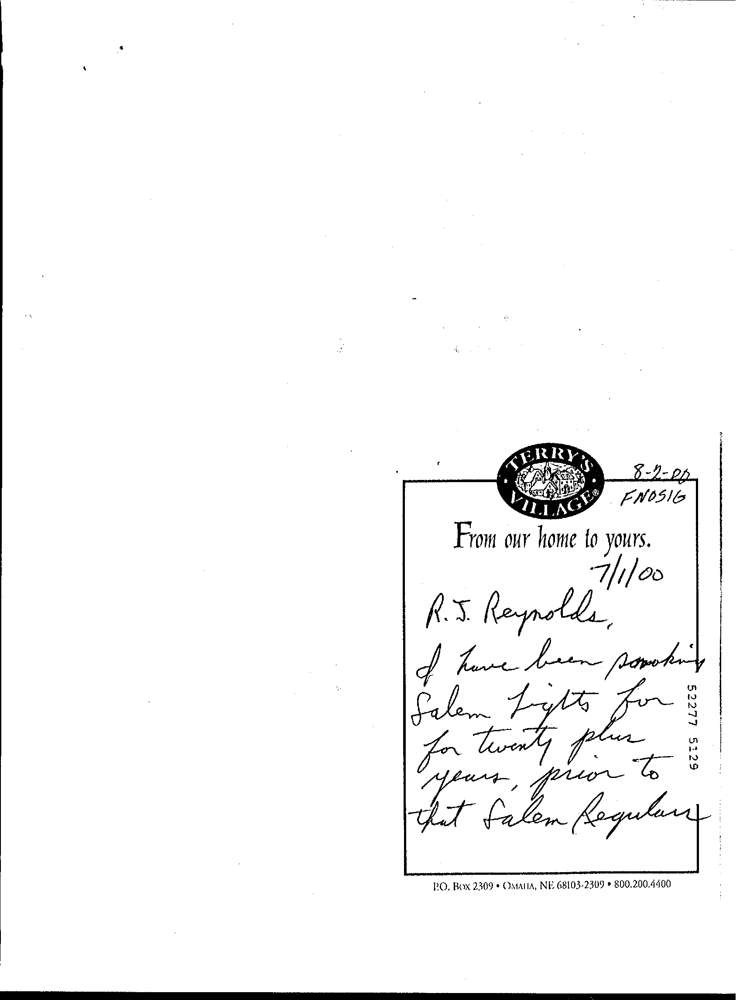 TERRY'S
VILLAGE®
8-2-00
FNOSIG
From our home to yours.
7/1/00
R.J. Reynolds,
I have been smoking
Salem Lights for
for twenty plus
years, prior to
that Salem Regulars
52277 5129
P.O. Box 2309 • OMAHA, NE 68103-2309 • 800.200.4400